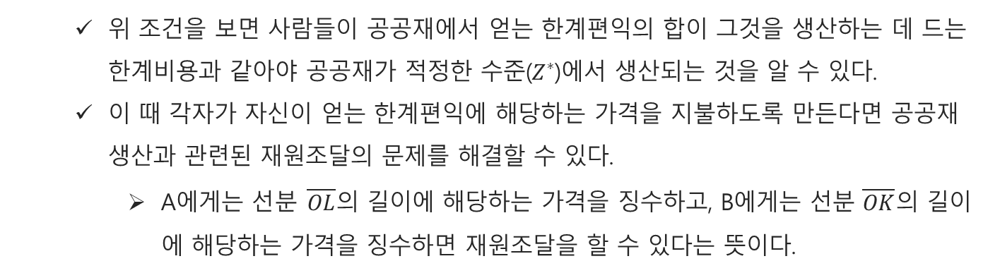 ✓ 위 조건을 보면 사람들이 공공재에서 얻는 한계편익의 합이 그것을 생산하는 데 드는
한계비용과 같아야 공공재가 적정한 수준(Z*)에서 생산되는 것을 알 수 있다.
✓ 이 때 각자가 자신이 얻는 한계편익에 해당하는 가격을 지불하도록 만든다면 공공재
생산과 관련된 재원조달의 문제를 해결할 수 있다.
➢ A에게는 선분 O̅L̅의 길이에 해당하는 가격을 징수하고, B에게는 선분 O̅K̅의 길이
에 해당하는 가격을 징수하면 재원조달을 할 수 있다는 뜻이다.